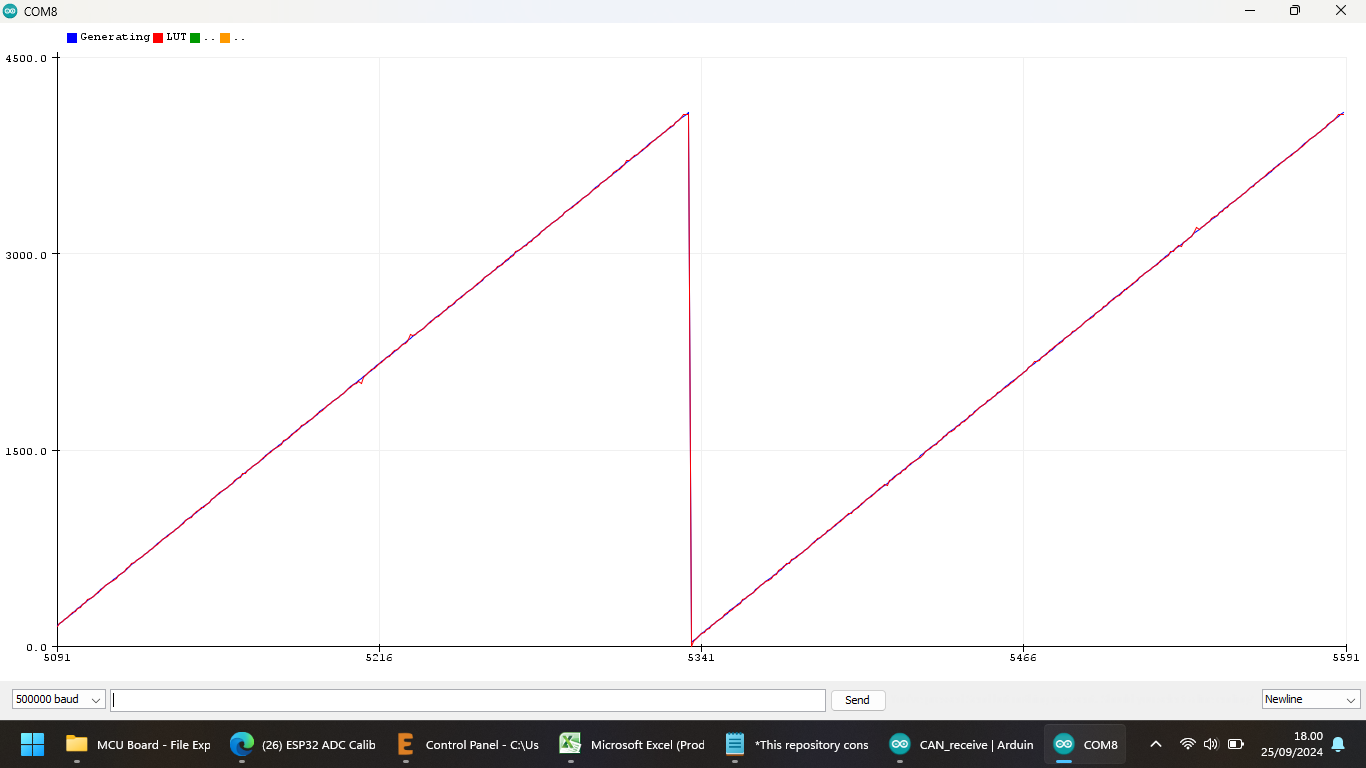 COM8
Generating LUT .. ..
4500.0
3000.0
1500.0
0.0
5091 5216 5341 5466 5591
500000 baud Send Newline
MCU Board - File Exp (26) ESP32 ADC Calib Control Panel - C:\Us Microsoft Excel (Prod *This repository cons CAN_receive | Arduin COM8
18.00
25/09/2024